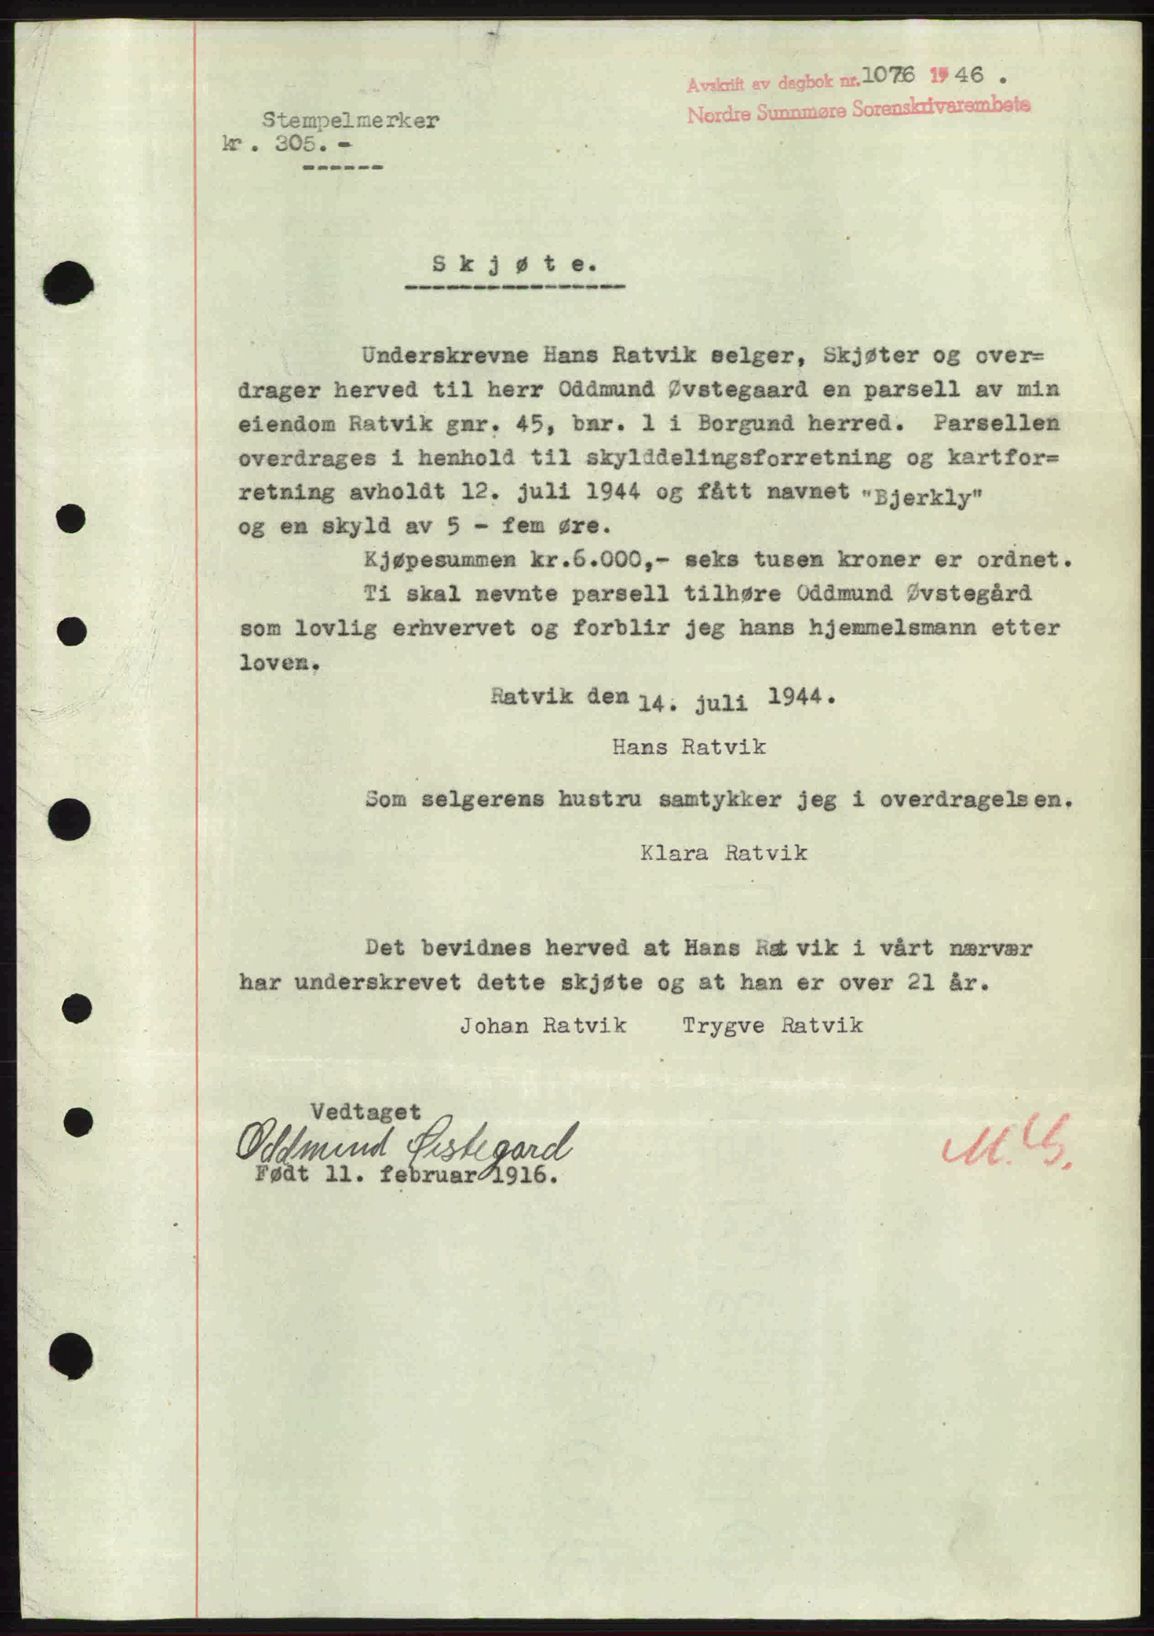 Avskrift av dagbok nr. 1076 1946 .
Nordre Sunnmøre Sorenskrivarembete
Stempelmerker
kr . 305. -
------
S k j ø t e.
----------------
Underskrevne Hans Ratvik selger, Skjøter og over=
drager herved til herr Oddmund Øvstegaard en parsell av min
eiendom Ratvik gnr. 45, bnr. 1 i Borgund herred. Parsellen
overdrages i henhold til skylddelingsforretning og kartfor=
retning avholdt 12. juli 1944 og fått navnet "Bjerkly"
og en skyld av 5 - fem øre.
Kjøpesummen kr.6.000,- seks tusen kroner er ordnet.
Ti skal nevnte parsell tilhøre Oddmund Øvstegård
som lovlig erhvervet og forblir jeg hans hjemmelsmann etter
loven.
Ratvik den 14. juli 1944.
Hans Ratvik
Som selgerens hustru samtykker jeg i overdragelsen.
Klara Ratvik
Det bevidnes herved at Hans Ratvik i vårt nærvær
har underskrevet dette skjøte og at han er over 21 år.
Johan Ratvik Trygve Ratvik
Vedtaget
Oddmund Øvstegard
Født 11. februar 1916.